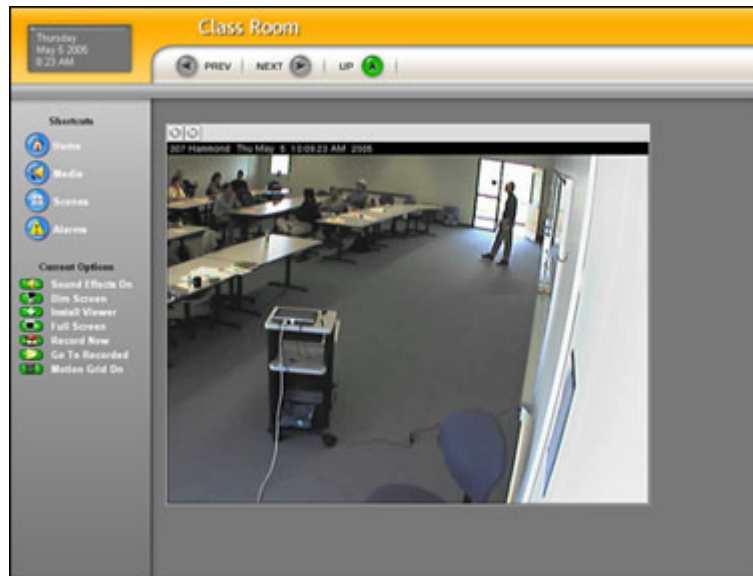 Class Room
Thursday
May 5 2005
8:23 AM
PREV
NEXT
UP
Shortcuts
Home
Media
Scenes
Alarms
307 Hammond Thu May 5 10:09:23 AM 2005
Current Options
Sound Effects On
Dim Screen
Install Viewer
Full Screen
Record Now
Go To Recorded
Motion Grid On